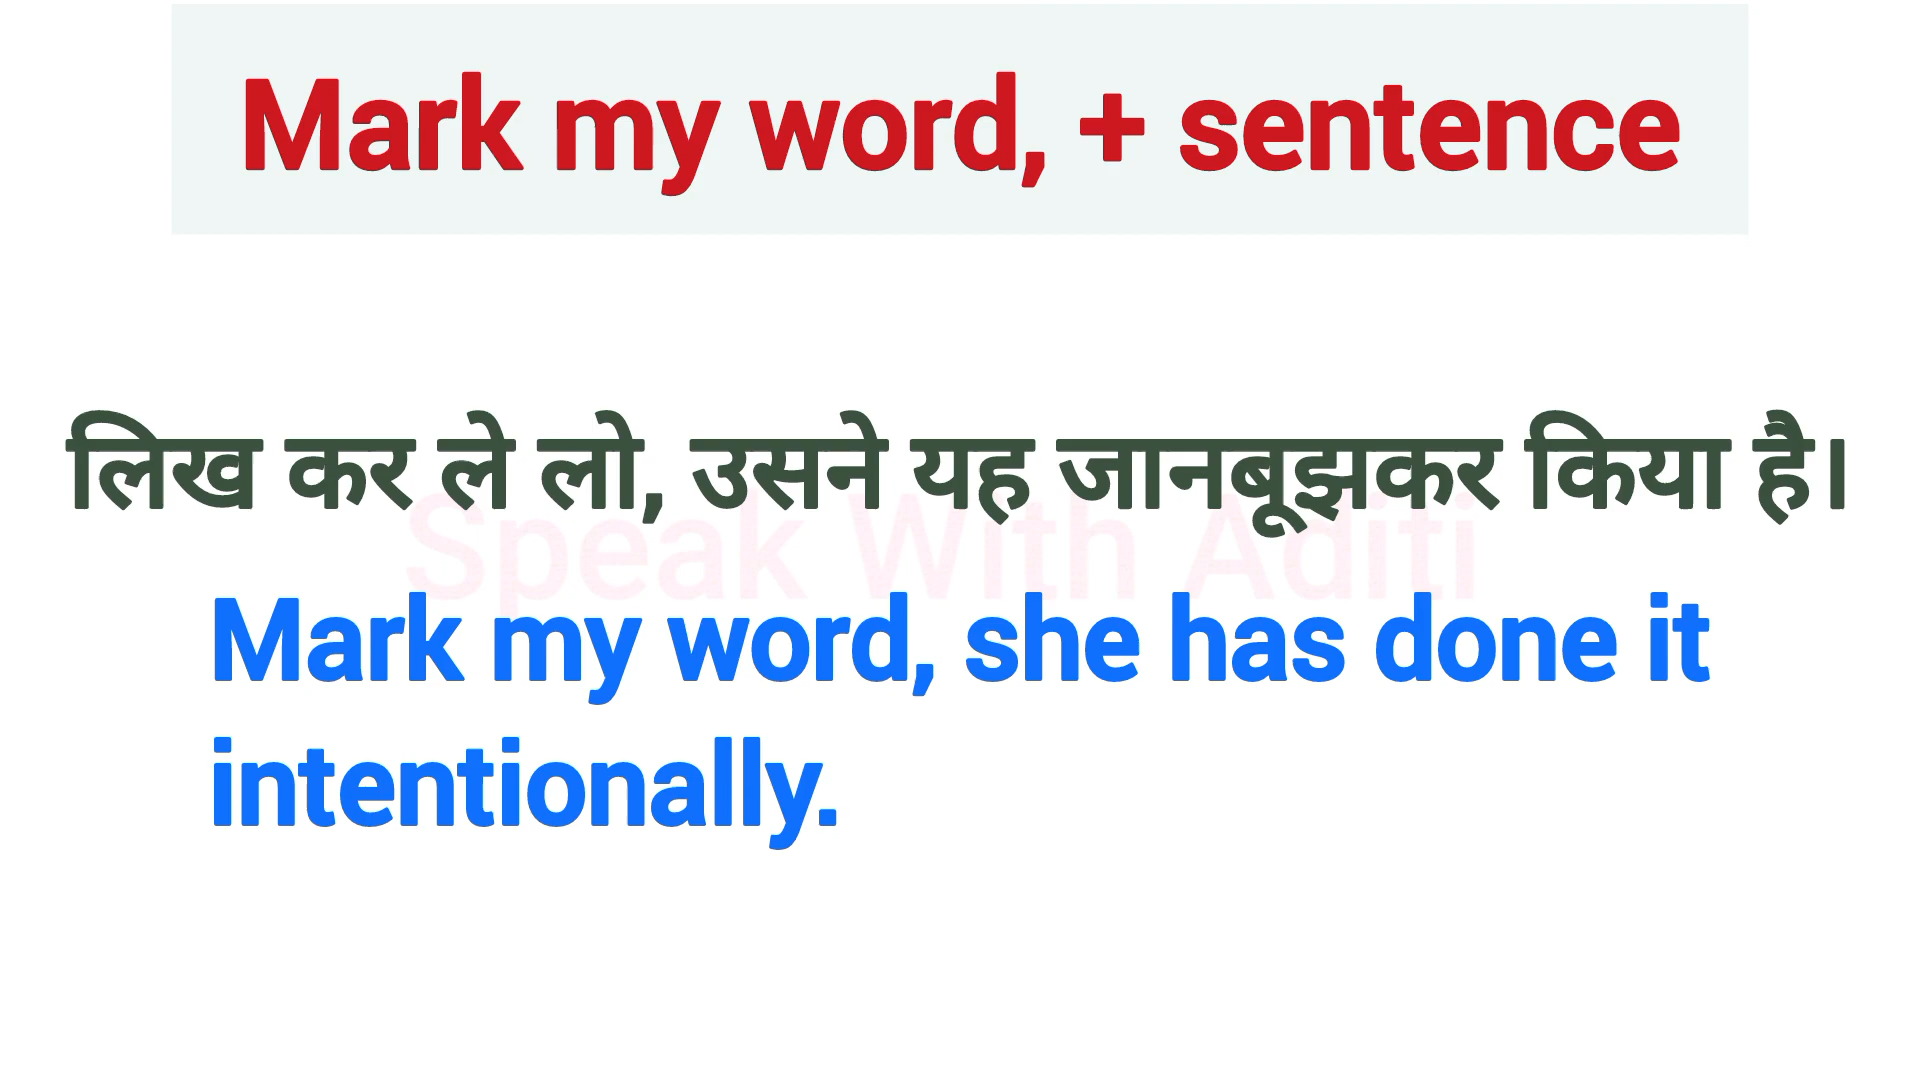 Mark my word, + sentence
लिख कर ले लो, उसने यह जानबूझकर किया है।
Speak With Aditi
Mark my word, she has done it
intentionally.